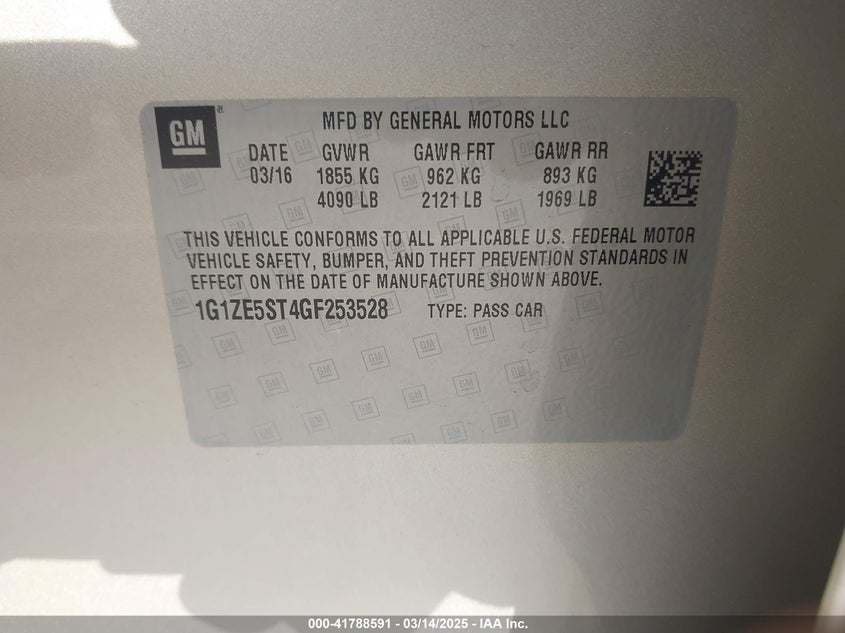 GM
MFD BY GENERAL MOTORS LLC
DATE GVWR GAWR FRT GAWR RR
03/16 1855 KG 962 KG 893 KG
4090 LB 2121 LB 1969 LB
THIS VEHICLE CONFORMS TO ALL APPLICABLE U.S. FEDERAL MOTOR
VEHICLE SAFETY, BUMPER, AND THEFT PREVENTION STANDARDS IN
EFFECT ON THE DATE OF MANUFACTURE SHOWN ABOVE.
1G1ZE5ST4GF253528 TYPE: PASS CAR
000-41788591 - 03/14/2025 - IAA Inc.